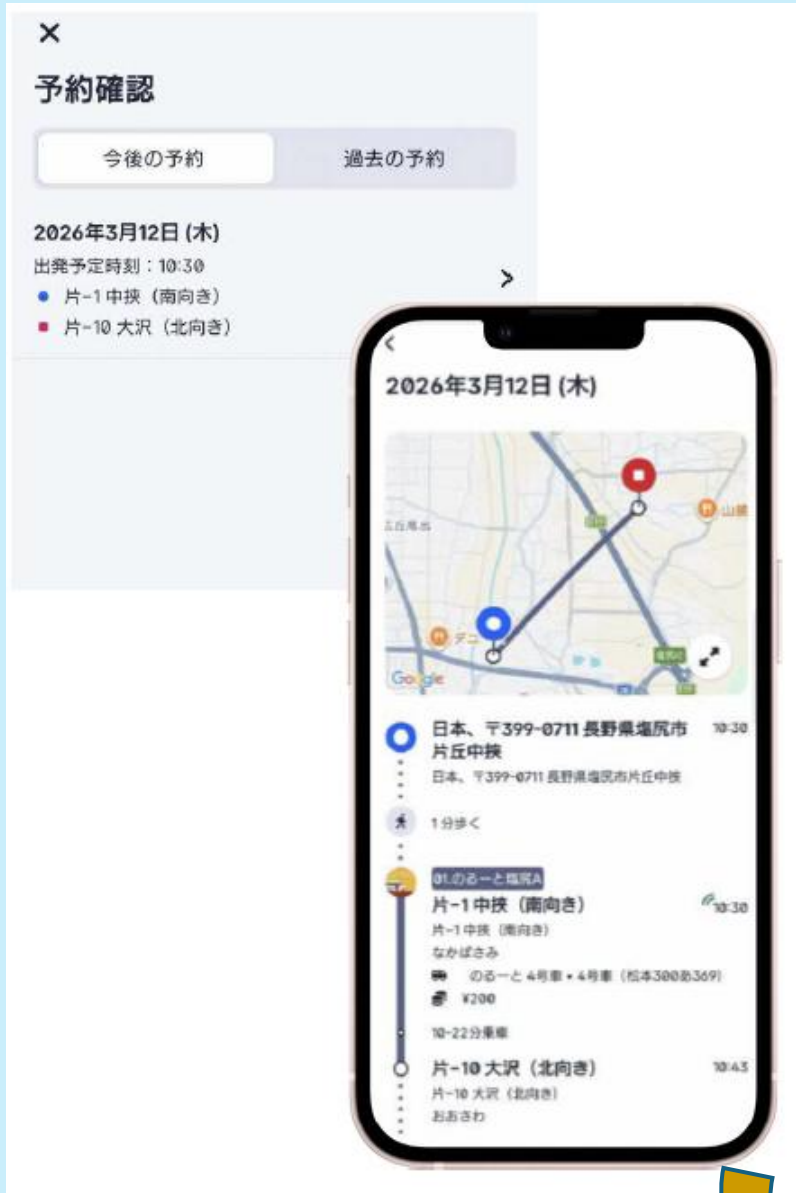 ×
予約確認
今後の予約
過去の予約
2026年3月12日 (木)
出発予定時刻：10:30
片-1 中挟（南向き）
片-10 大沢（北向き）
2026年3月12日 (木)
山麓
デニ
Google
日本、〒399-0711 長野県塩尻市
片丘中挟
10:30
日本、〒399-0711 長野県塩尻市片丘中挟
1 分歩く
01.のるーと塩尻A
片-1 中挟（南向き）
10:30
片-1 中挟（南向き）
なかばさみ
のるーと 4号車 • 4号車（松本300あ369）
¥200
10-22分乗車
片-10 大沢（北向き）
10:43
片-10 大沢（北向き）
おおさわ